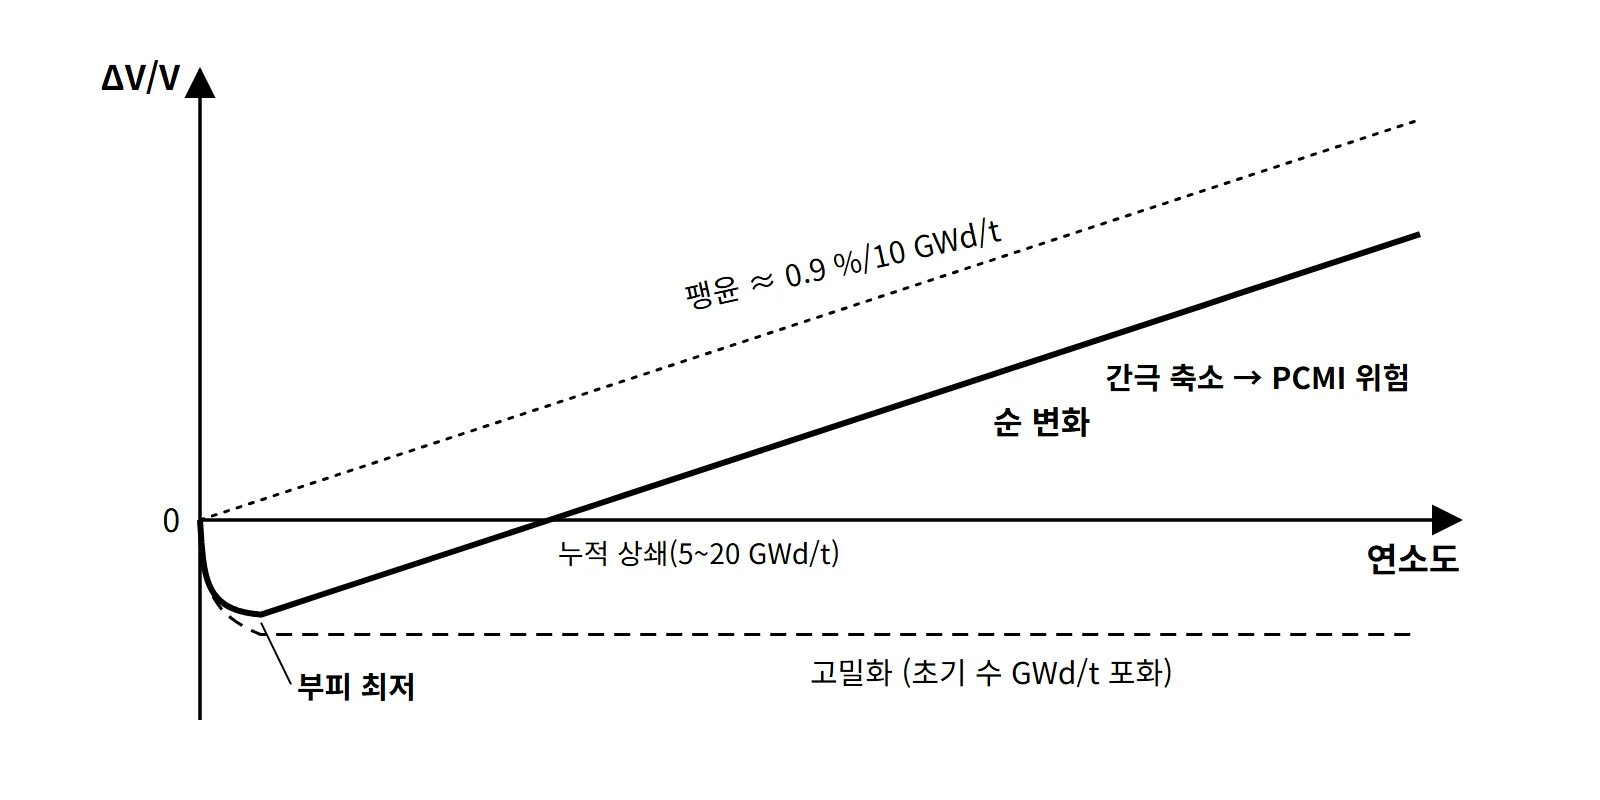 ΔV/V
팽윤 ≈ 0.9 %/10 GWd/t
간극 축소 → PCMI 위험
순 변화
0
누적 상쇄(5~20 GWd/t)
연소도
고밀화 (초기 수 GWd/t 포화)
부피 최저